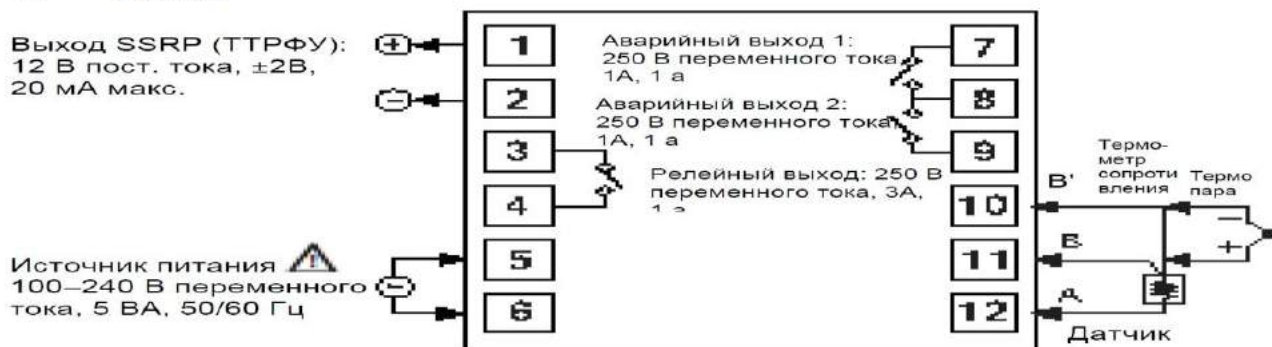 Выход SSRP (ТТРФУ):
12 В пост. тока, ±2В,
20 мА макс.
+
−
1
2
3
4
5
6
Источник питания
100–240 В переменного
тока, 5 ВА, 50/60 Гц
Аварийный выход 1:
250 В переменного тока,
1А, 1 а
Аварийный выход 2:
250 В переменного тока,
1А, 1 а
Релейный выход: 250 В
переменного тока, 3А,
7
8
9
10
11
12
B'
B
A
Термо-
метр
сопроти
вления
Термо
пара
−
+
Датчик